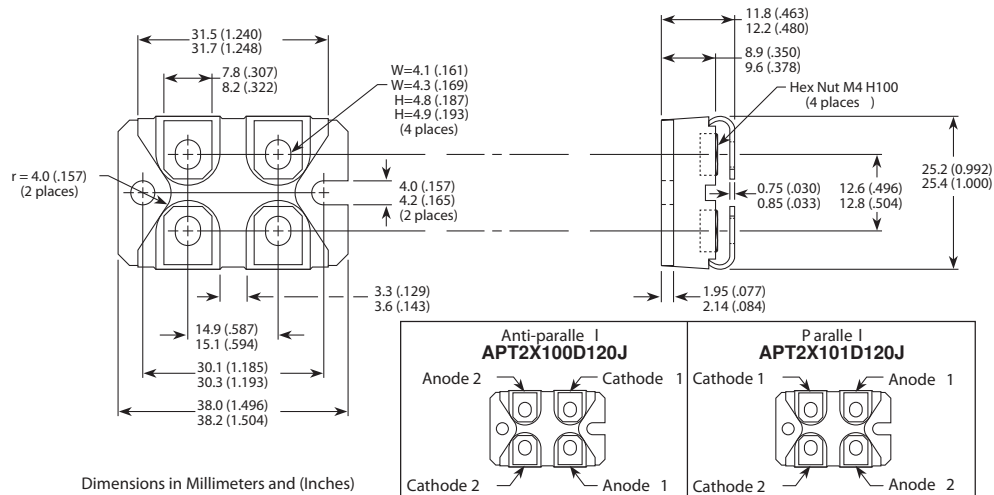 31.5 (1.240)
31.7 (1.248)
7.8 (.307)
8.2 (.322)
W=4.1 (.161)
W=4.3 (.169)
H=4.8 (.187)
H=4.9 (.193)
(4 places)
r = 4.0 (.157)
(2 places)
4.0 (.157)
4.2 (.165)
(2 places)
3.3 (.129)
3.6 (.143)
14.9 (.587)
15.1 (.594)
30.1 (1.185)
30.3 (1.193)
38.0 (1.496)
38.2 (1.504)
11.8 (.463)
12.2 (.480)
8.9 (.350)
9.6 (.378)
Hex Nut M4 H100
(4 places )
0.75 (.030)
0.85 (.033)
12.6 (.496)
12.8 (.504)
25.2 (0.992)
25.4 (1.000)
1.95 (.077)
2.14 (.084)
Anti-paralle l
APT2X100D120J
Anode 2
Cathode 1
Cathode 2
Anode 1
P aralle l
APT2X101D120J
Cathode 1
Anode 1
Cathode 2
Anode 2
Dimensions in Millimeters and (Inches)